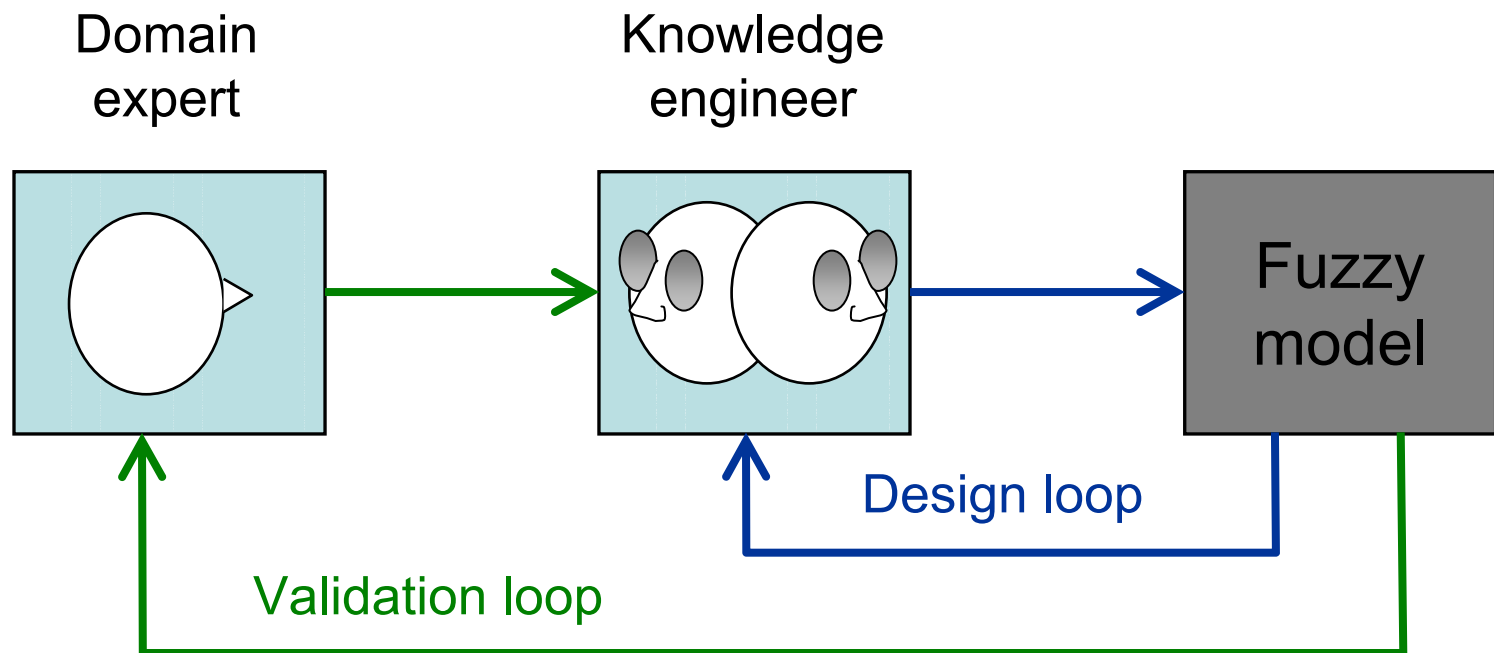 Domain
expert
Knowledge
engineer
Fuzzy
model
Design loop
Validation loop